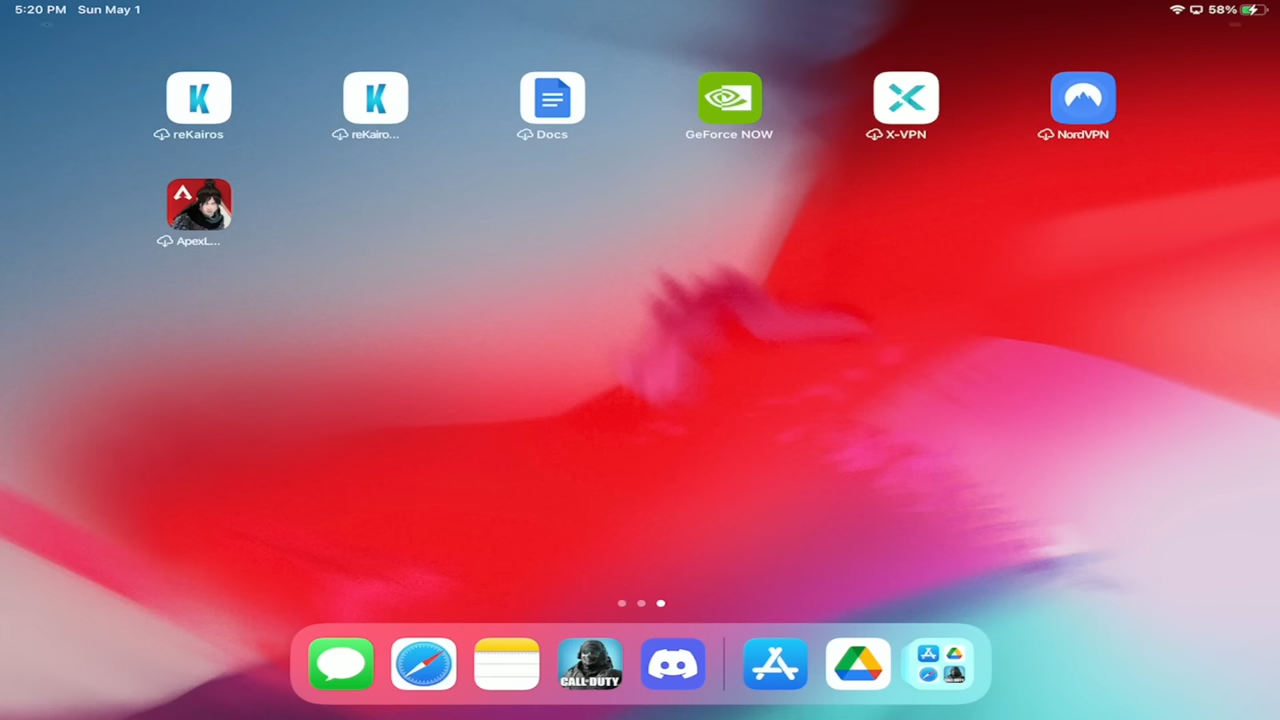 5:20 PM Sun May 1
58%
reKairos
reKairo...
Docs
GeForce NOW
X-VPN
NordVPN
ApexL...
CALL·DUTY